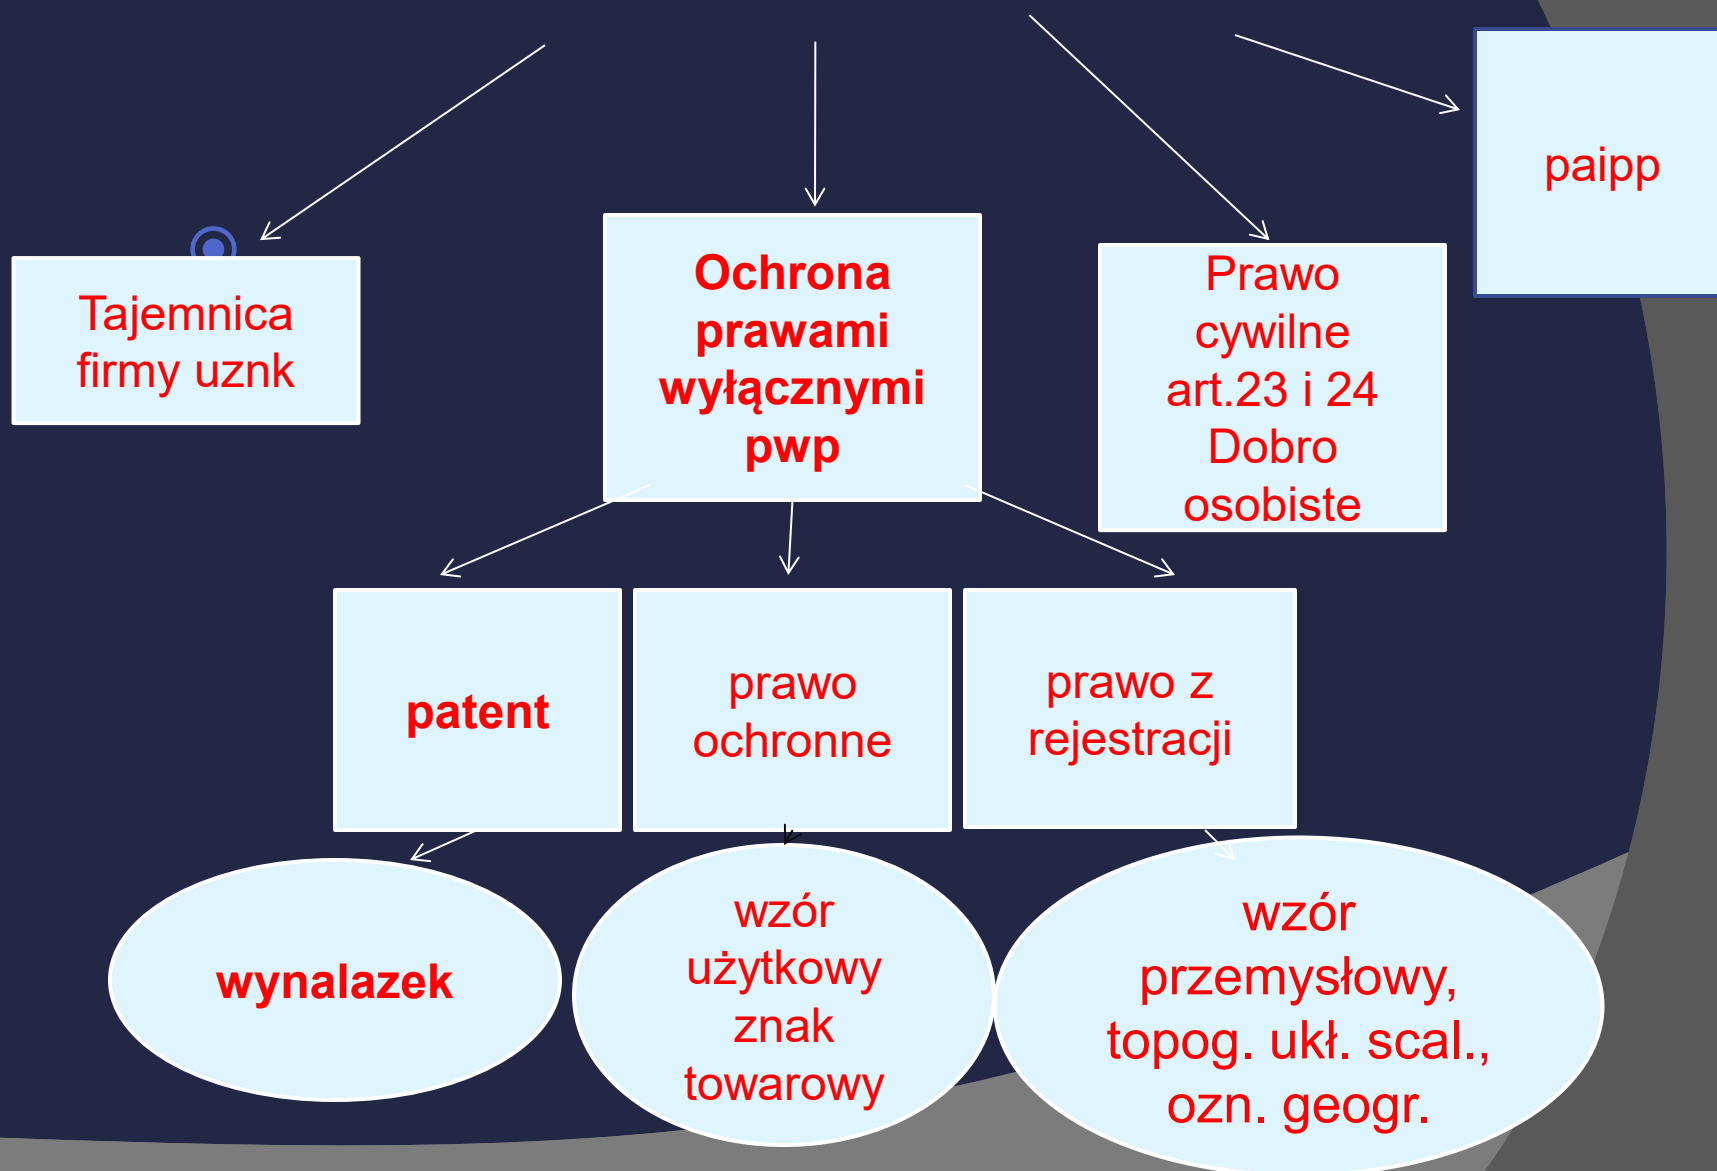 paipp
Tajemnica
firmy uznk
Ochrona
prawami
wyłącznymi
pwp
Prawo
cywilne
art.23 i 24
Dobro
osobiste
patent
prawo
ochronne
prawo z
rejestracji
wynalazek
wzór
użytkowy
znak
towarowy
wzór
przemysłowy,
topog. ukł. scal.,
ozn. geogr.